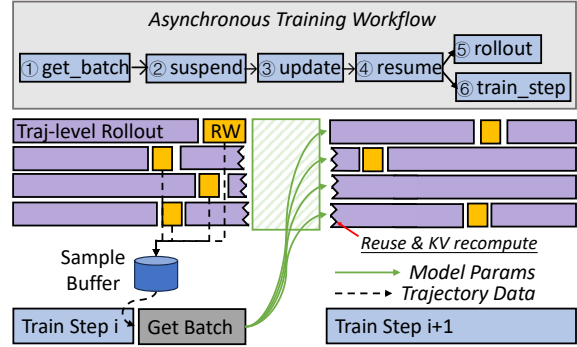 Asynchronous Training Workflow
① get_batch
② suspend
③ update
④ resume
⑤ rollout
⑥ train_step
Traj-level Rollout
RW
Reuse & KV recompute
Sample
Buffer
Model Params
Trajectory Data
Train Step i
Get Batch
Train Step i+1